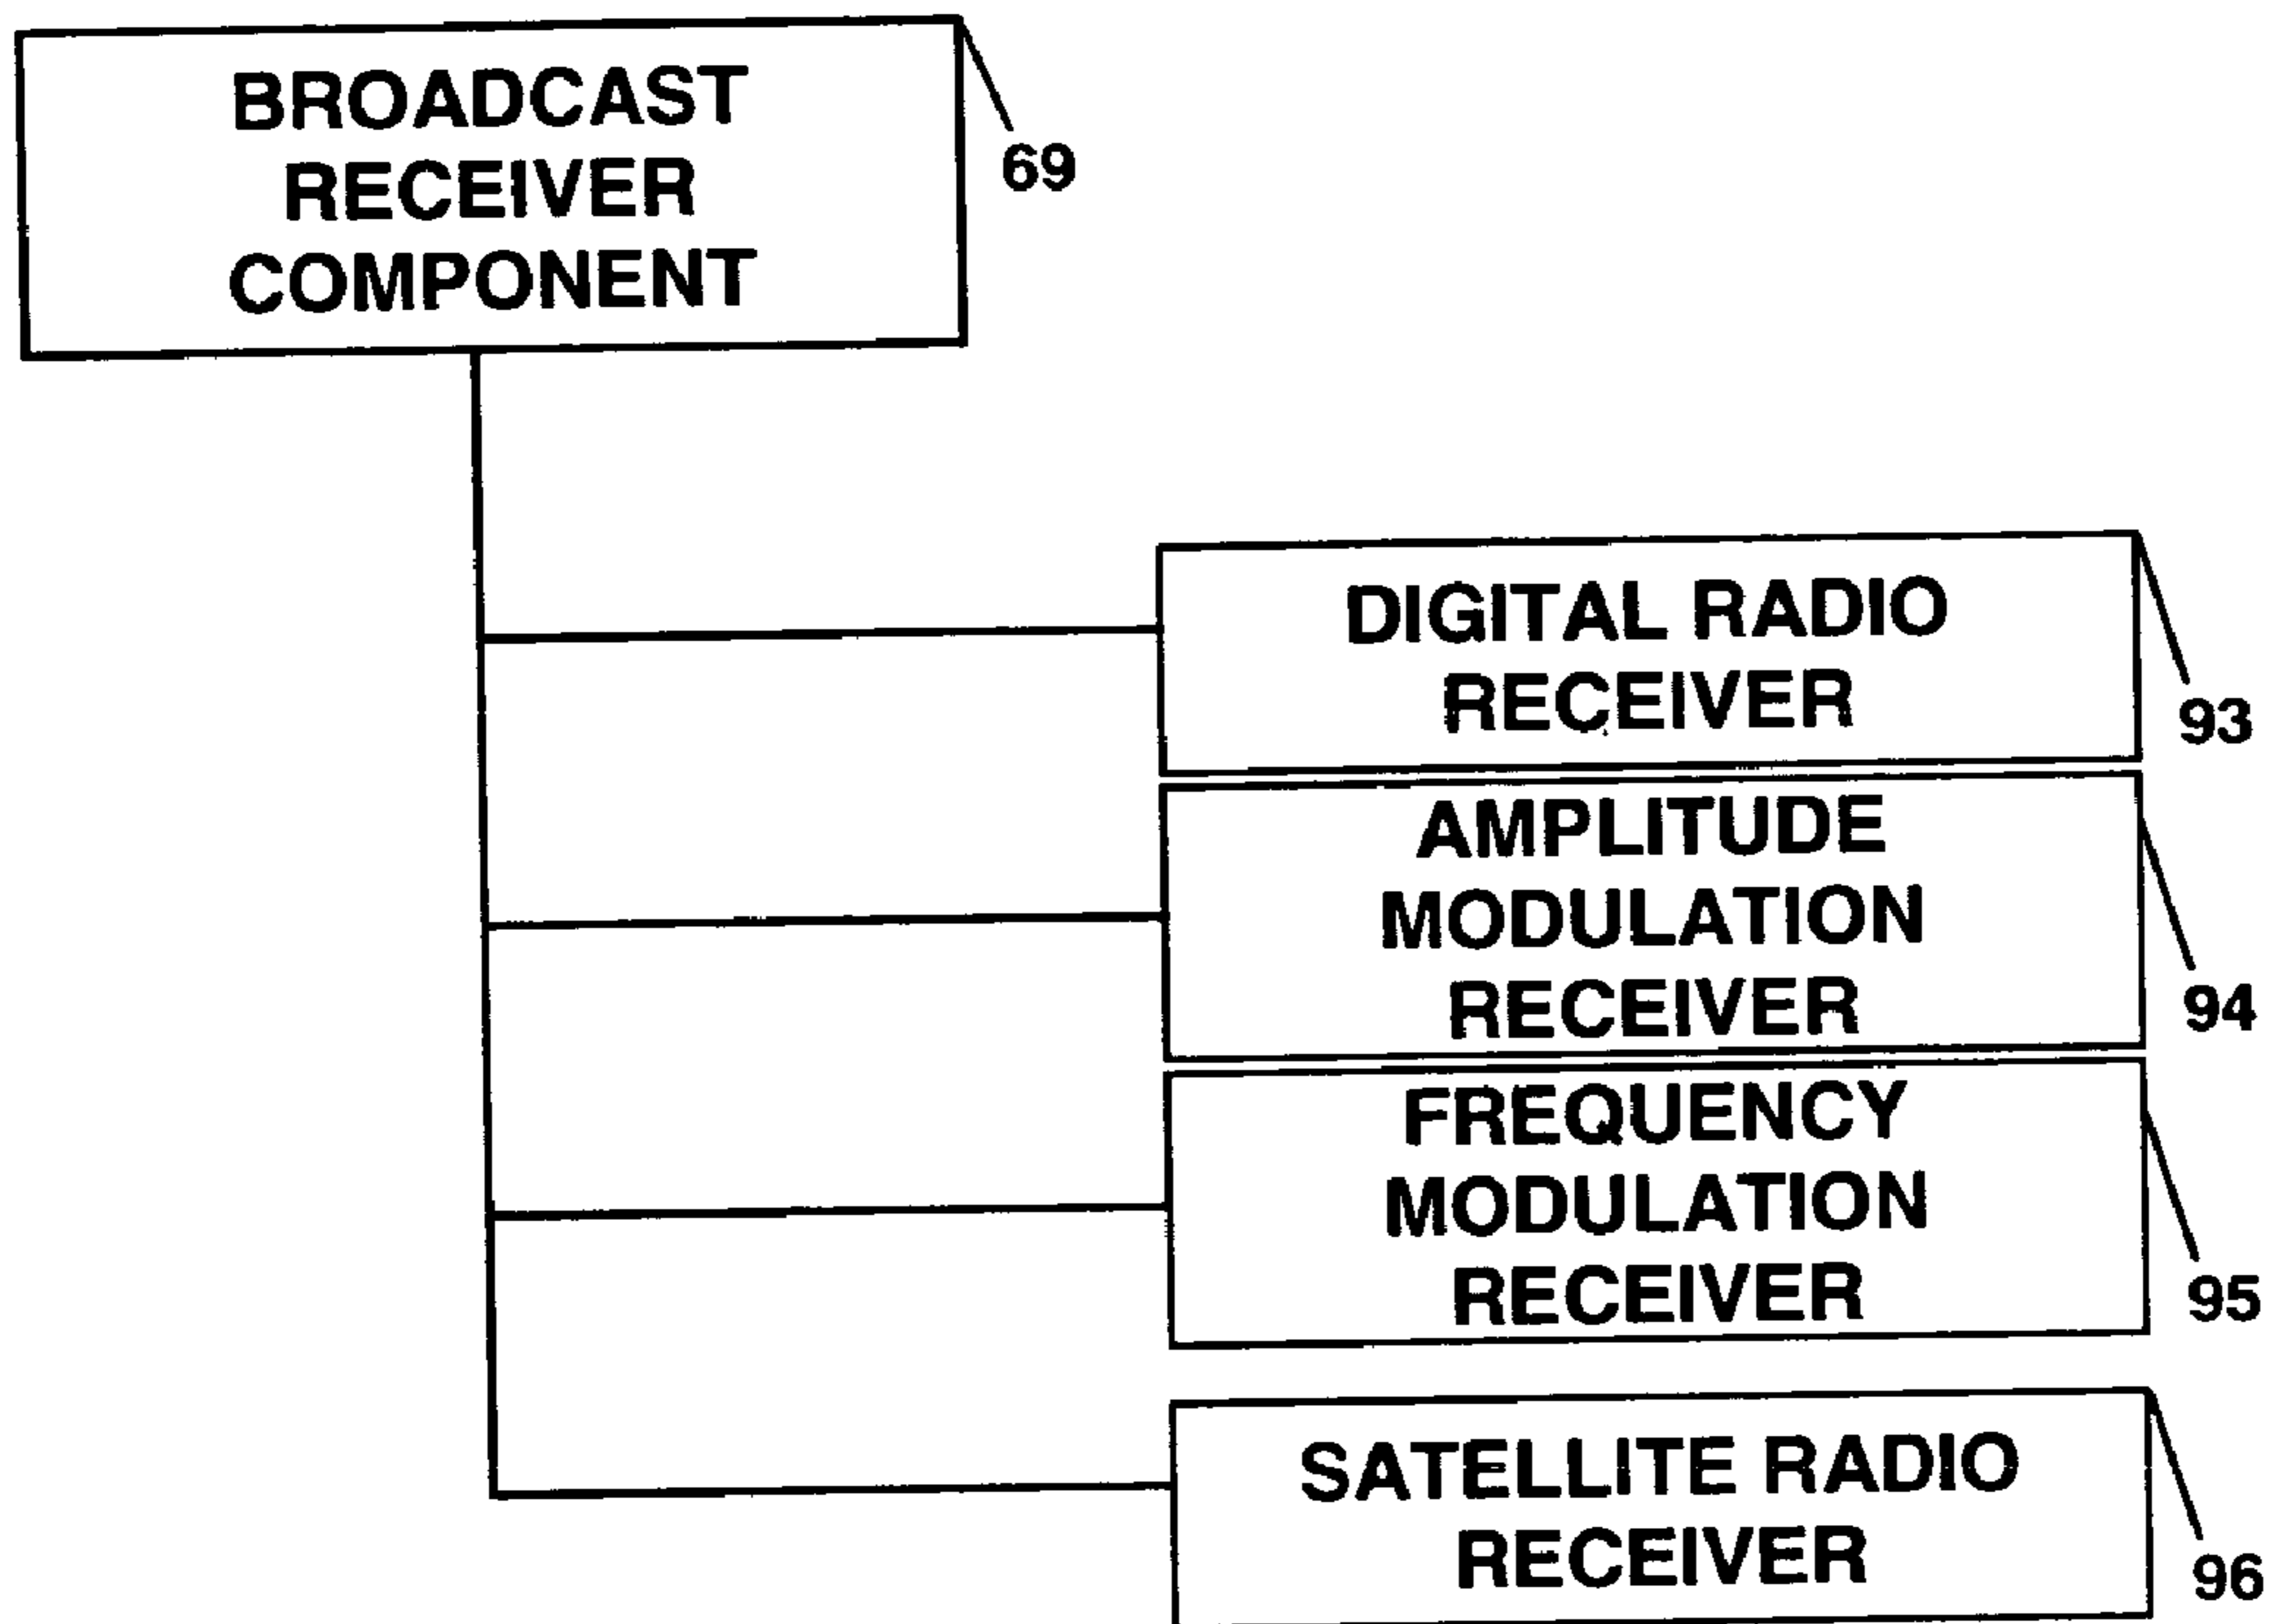 BROADCAST
RECEIVER
COMPONENT
69
DIGITAL RADIO
RECEIVER
93
AMPLITUDE
MODULATION
RECEIVER
94
FREQUENCY
MODULATION
RECEIVER
95
SATELLITE RADIO
RECEIVER
96